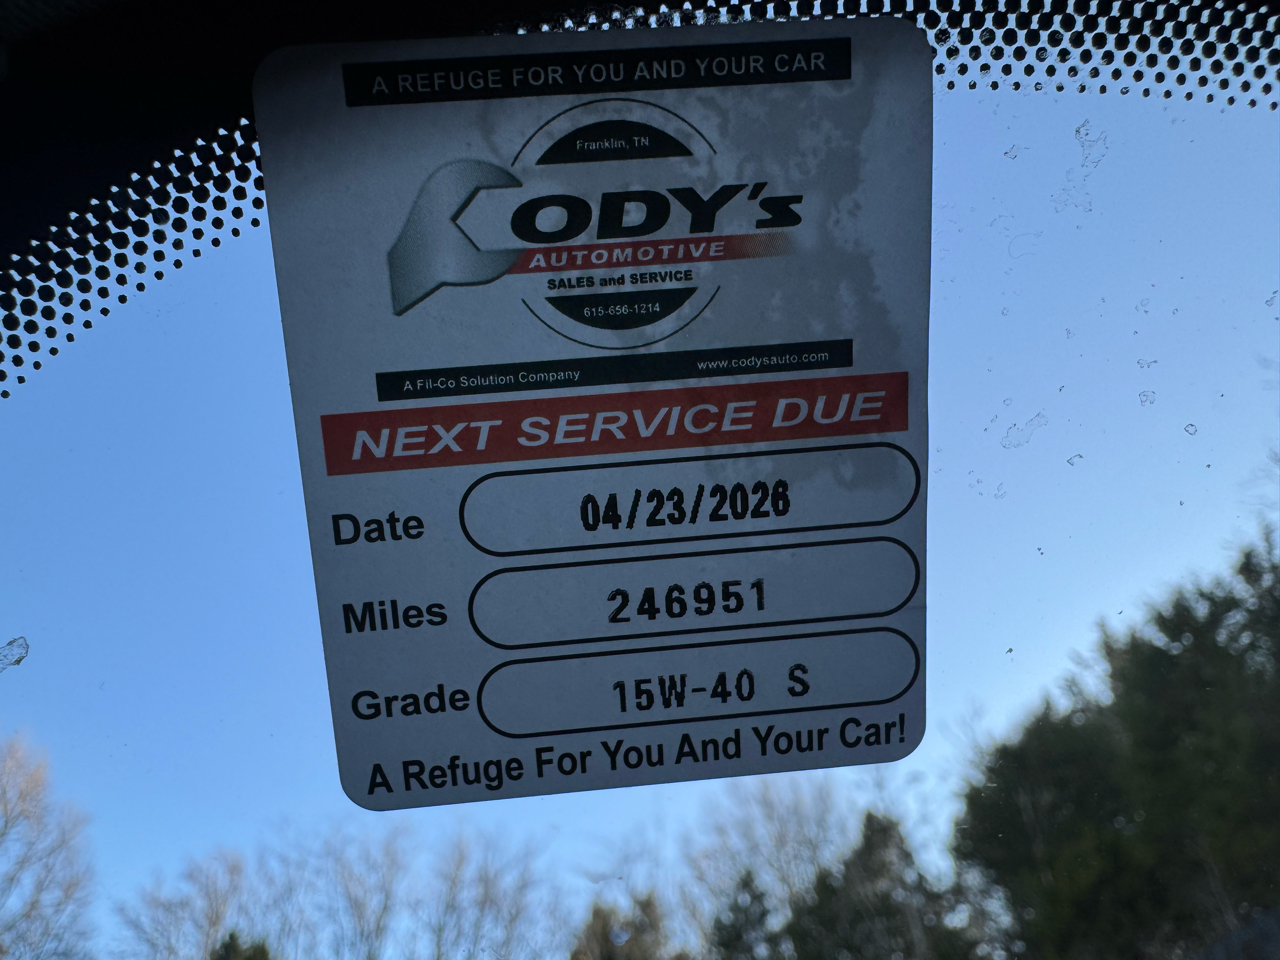 A REFUGE FOR YOU AND YOUR CAR
Franklin, TN
CODY's
AUTOMOTIVE
SALES and SERVICE
615-656-1214
A Fil-Co Solution Company www.codysauto.com
NEXT SERVICE DUE
Date 04/23/2026
Miles 246951
Grade 15W-40 S
A Refuge For You And Your Car!